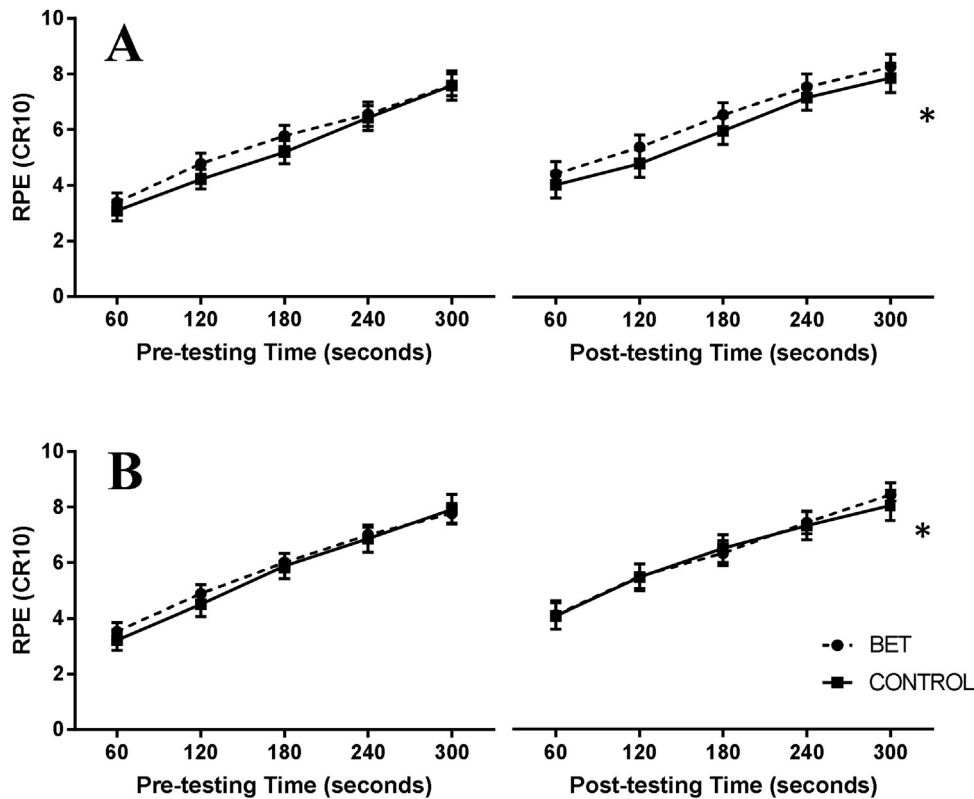 A
RPE (CR10)
10
8
6
4
2
0
60 120 180 240 300
Pre-testing Time (seconds)
60 120 180 240 300
Post-testing Time (seconds)
*
B
RPE (CR10)
10
8
6
4
2
0
60 120 180 240 300
Pre-testing Time (seconds)
60 120 180 240 300
Post-testing Time (seconds)
*
BET
CONTROL